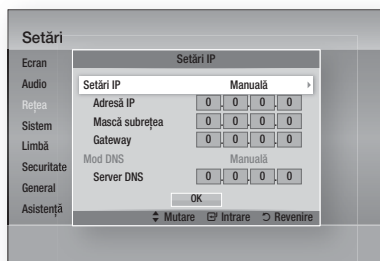 Setări
Ecran
Audio
Rețea
Sistem
Limbă
Securitate
General
Asistență
Setări IP
Setări IP Manuală
Adresă IP 0 . 0 . 0 . 0
Mască subrețea 0 . 0 . 0 . 0
Gateway 0 . 0 . 0 . 0
Mod DNS Manuală
Server DNS 0 . 0 . 0 . 0
OK
Mutare Intrare Revenire